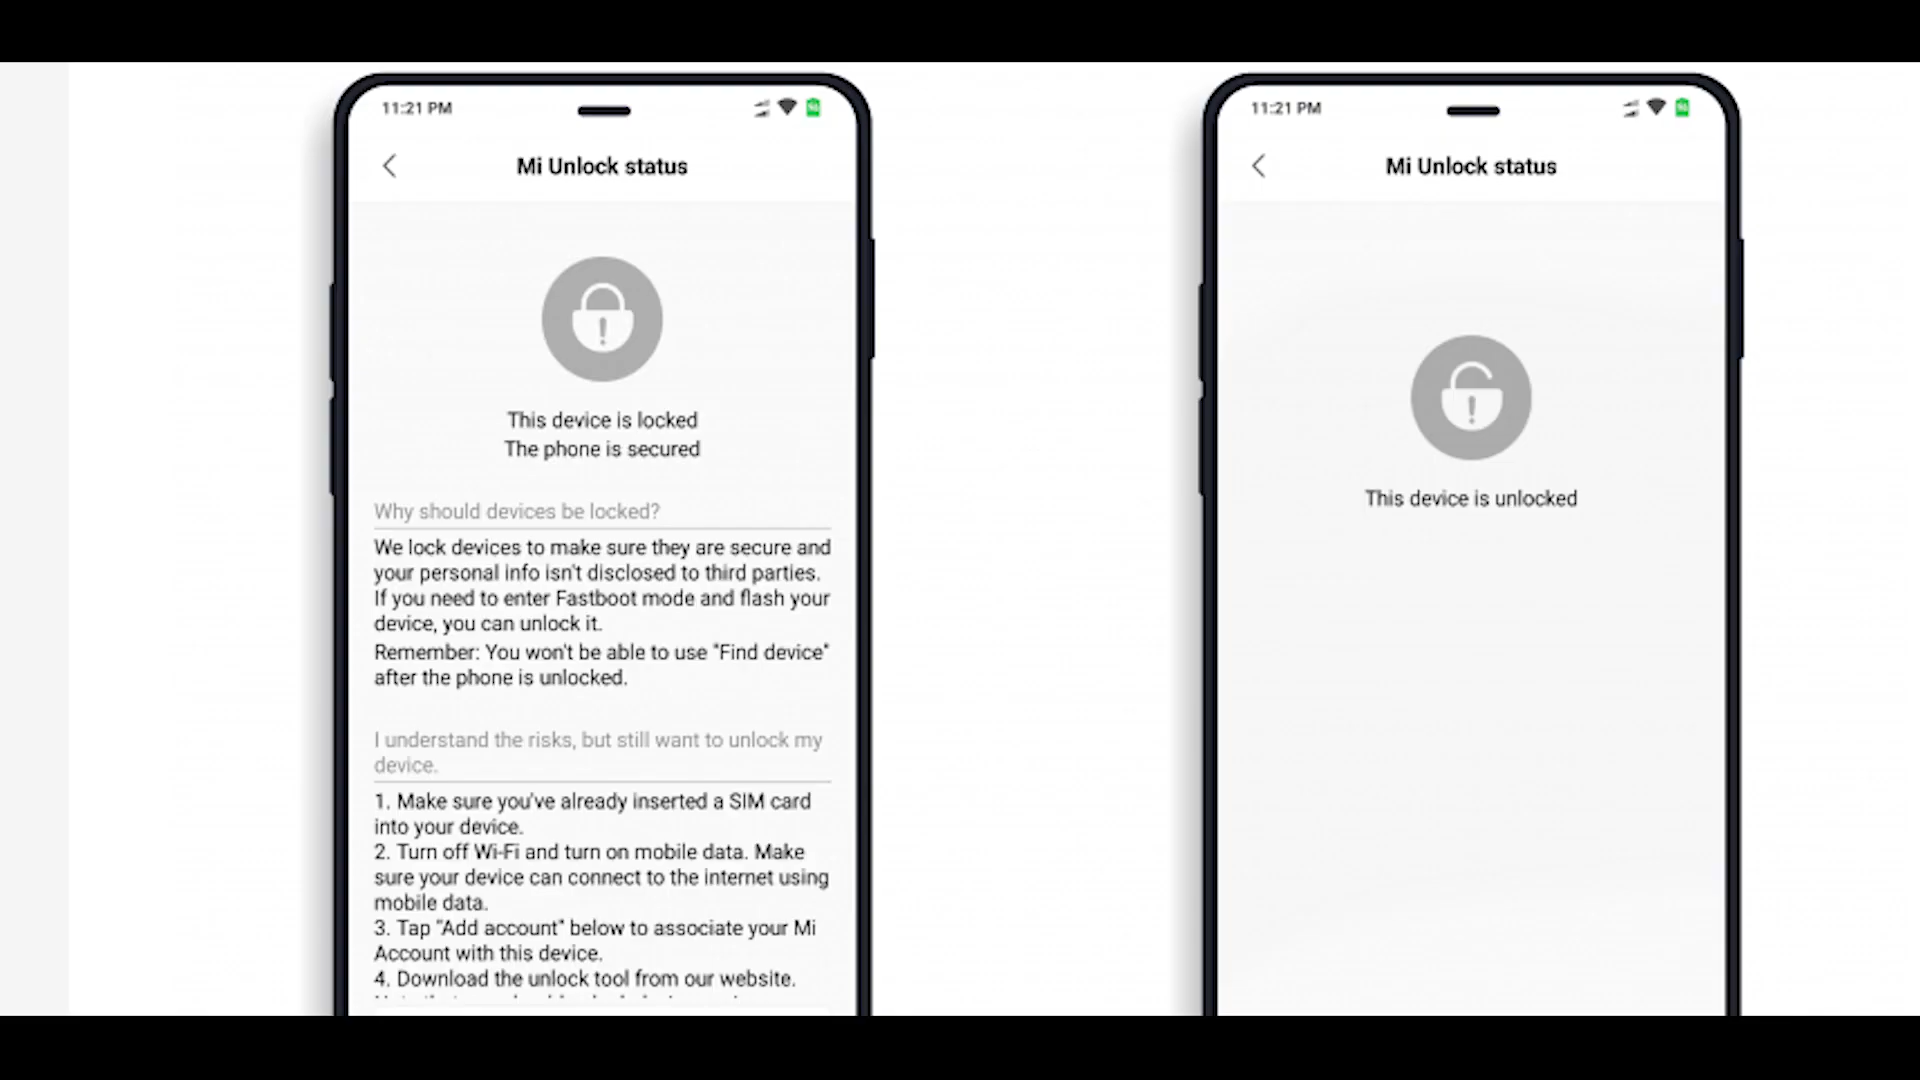 11:21 PM
Mi Unlock status
This device is locked
The phone is secured
Why should devices be locked?
We lock devices to make sure they are secure and
your personal info isn't disclosed to third parties.
If you need to enter Fastboot mode and flash your
device, you can unlock it.
Remember: You won't be able to use "Find device"
after the phone is unlocked.
I understand the risks, but still want to unlock my
device.
1. Make sure you've already inserted a SIM card
into your device.
2. Turn off Wi-Fi and turn on mobile data. Make
sure your device can connect to the internet using
mobile data.
3. Tap "Add account" below to associate your Mi
Account with this device.
4. Download the unlock tool from our website.
11:21 PM
Mi Unlock status
This device is unlocked